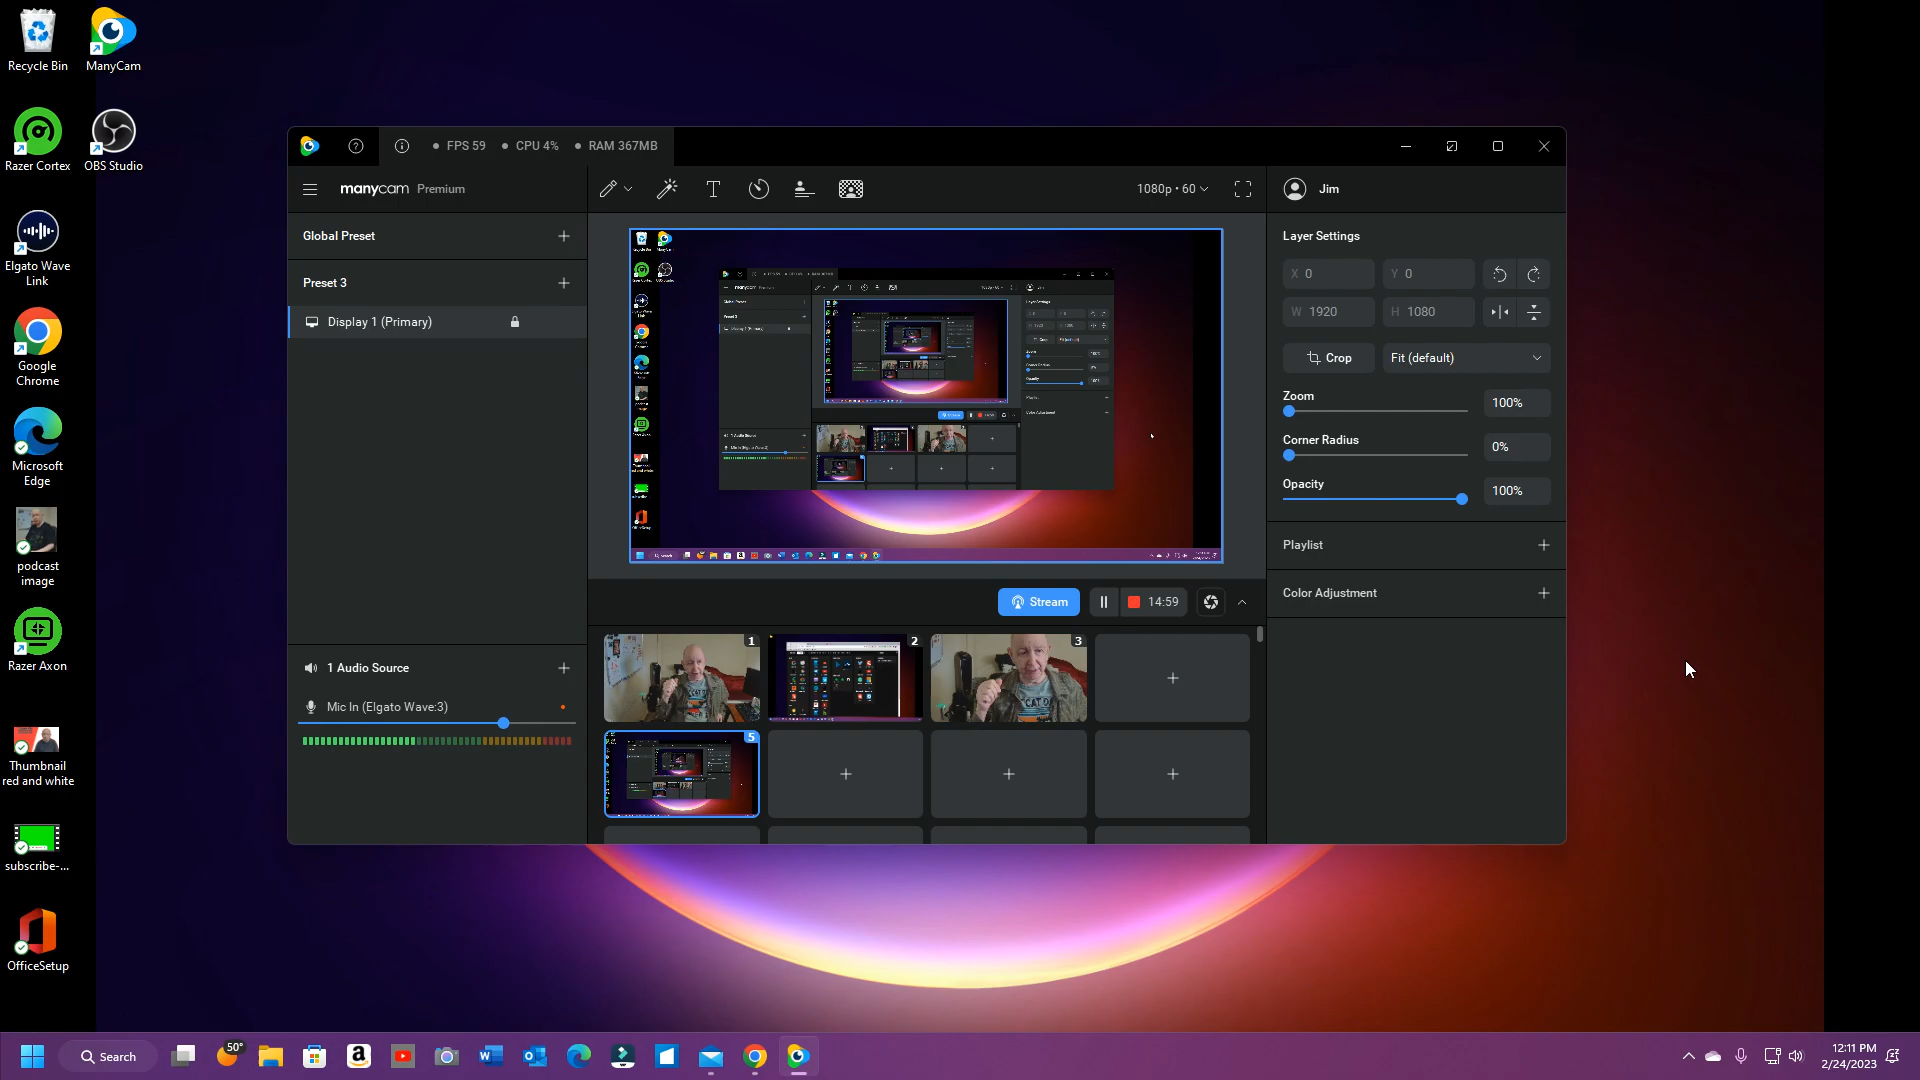 Recycle Bin
ManyCam
Razer Cortex
OBS Studio
Elgato Wave
Link
Google
Chrome
Microsoft
Edge
podcast
image
Razer Axon
Thumbnail
red and white
subscribe-...
OfficeSetup
FPS 59
CPU 4%
RAM 367MB
manycam Premium
1080p • 60
Jim
Global Preset
Preset 3
Display 1 (Primary)
1 Audio Source
Mic In (Elgato Wave:3)
Stream
14:59
1
2
3
5
Layer Settings
X 0
Y 0
W 1920
H 1080
Crop
Fit (default)
Zoom
100%
Corner Radius
0%
Opacity
100%
Playlist
Color Adjustment
Search
50°
12:11 PM
2/24/2023